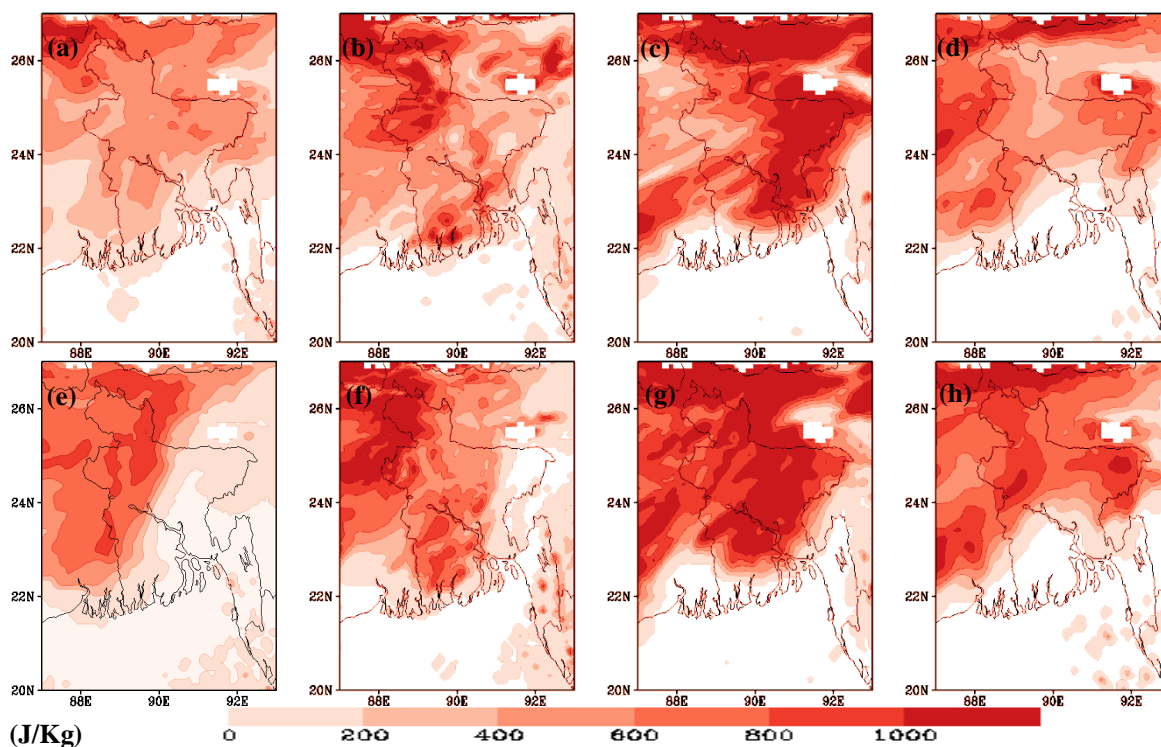 (a) (b) (c) (d)
26N 26N 26N 26N
24N 24N 24N 24N
22N 22N 22N 22N
20N 20N 20N 20N
88E 90E 92E 88E 90E 92E 88E 90E 92E 88E 90E 92E
(e) (f) (g) (h)
26N 26N 26N 26N
24N 24N 24N 24N
22N 22N 22N 22N
20N 20N 20N 20N
88E 90E 92E 88E 90E 92E 88E 90E 92E 88E 90E 92E
(J/Kg) 0 200 400 600 800 1000